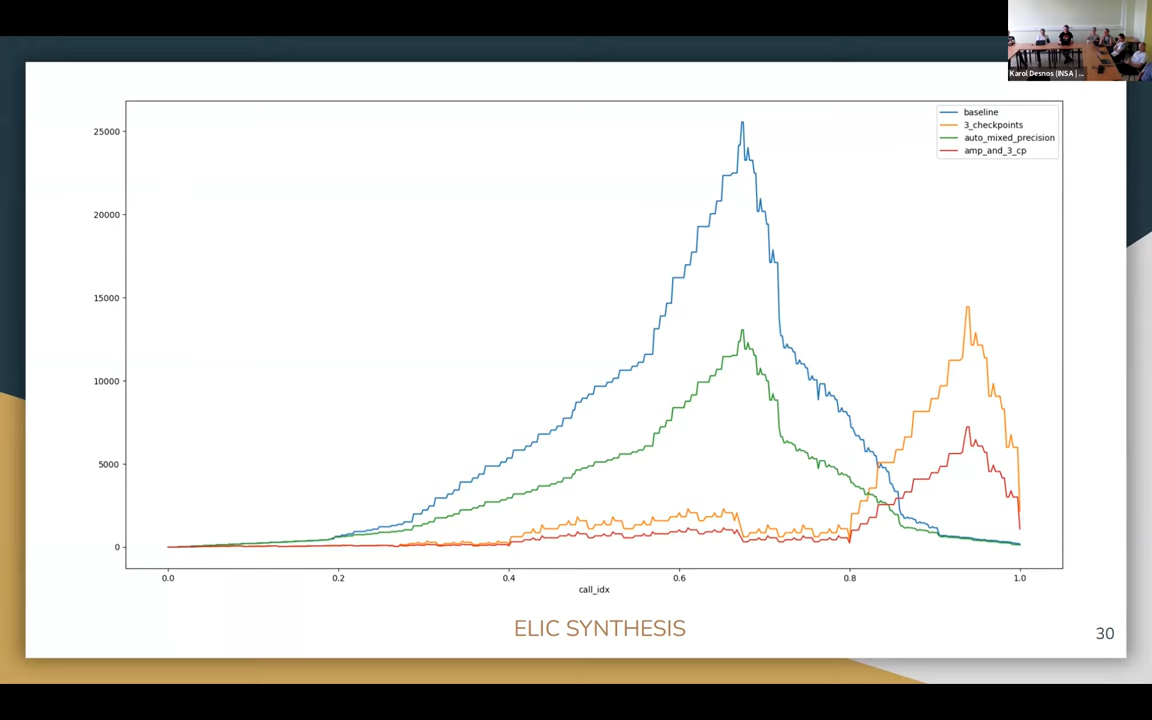 Karol Desnos (INSA | ...
baseline
3_checkpoints
auto_mixed_precision
amp_and_3_cp
25000
20000
15000
10000
5000
0
0.0 0.2 0.4 0.6 0.8 1.0
call_idx
ELIC SYNTHESIS
30